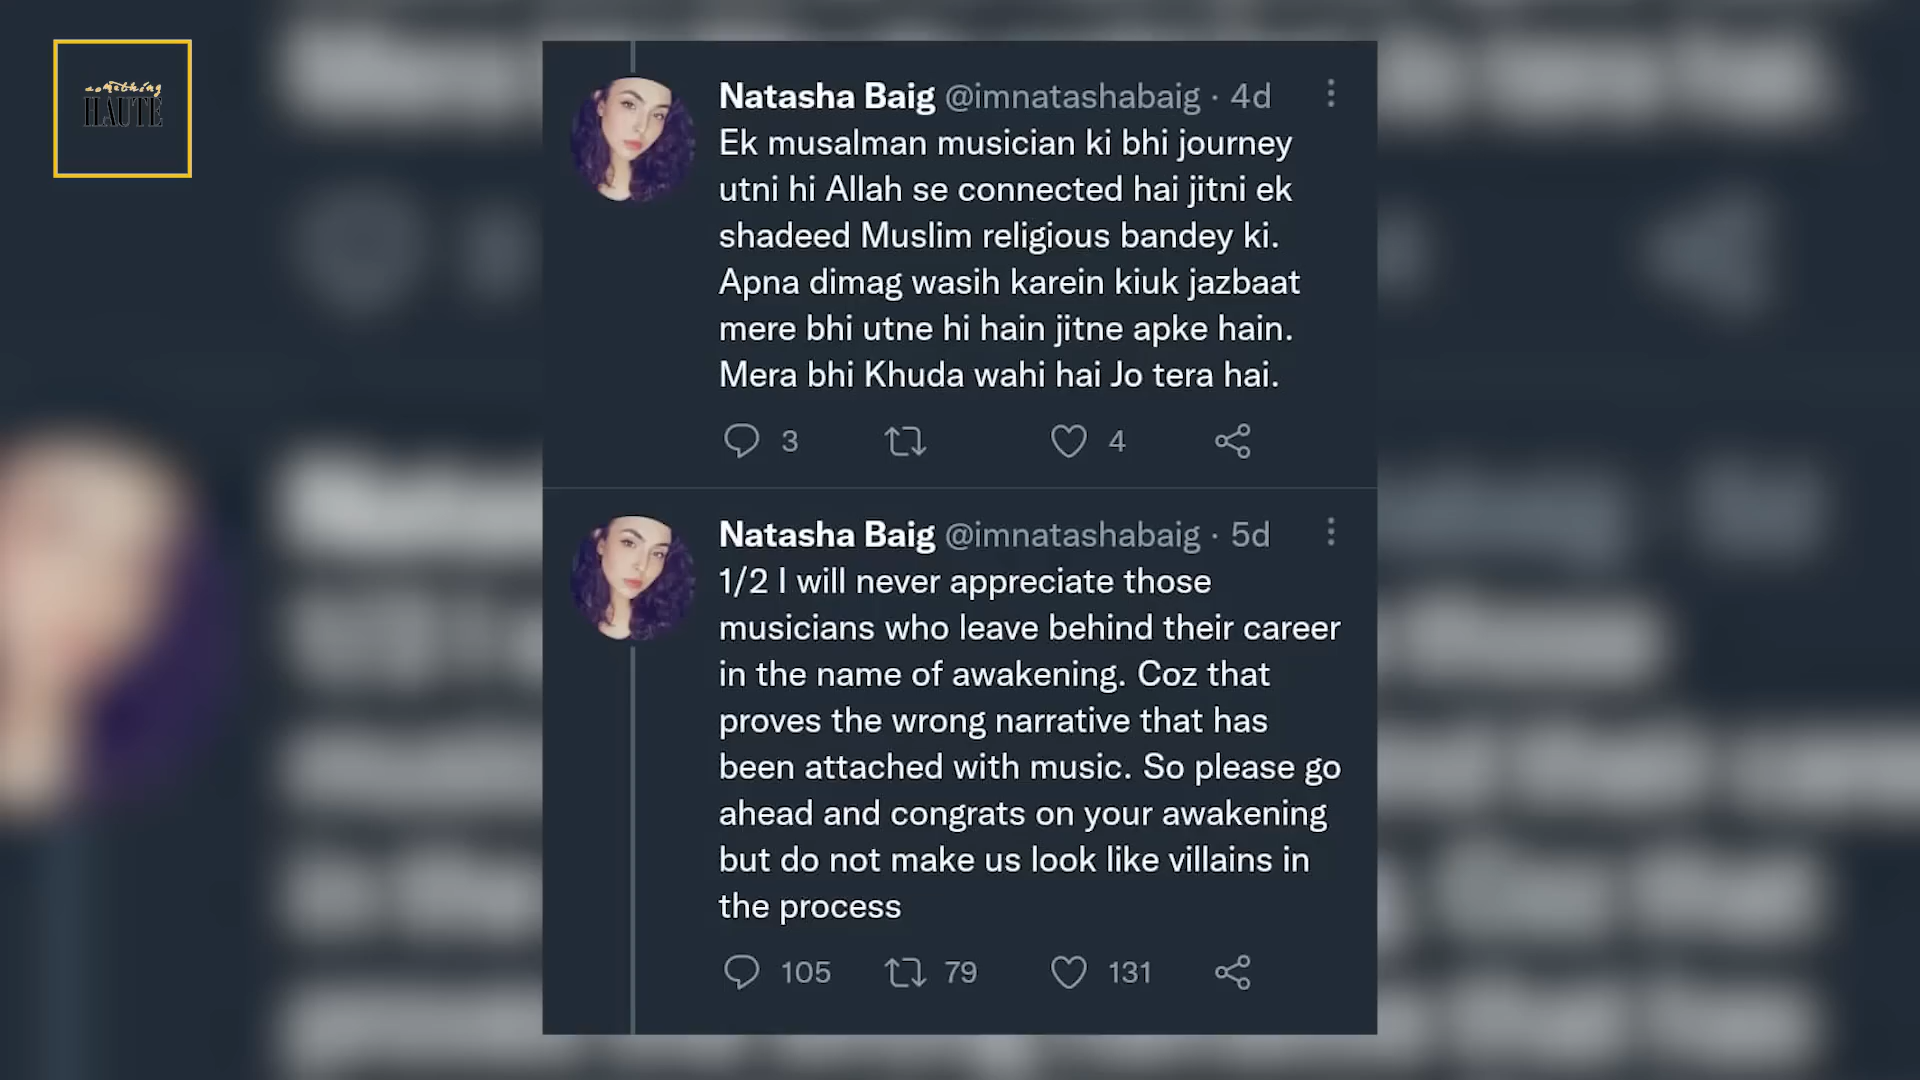 something
HAUTE
Natasha Baig @imnatashabaig · 4d
Ek musalman musician ki bhi journey
utni hi Allah se connected hai jitni ek
shadeed Muslim religious bandey ki.
Apna dimag wasih karein kiuk jazbaat
mere bhi utne hi hain jitne apke hain.
Mera bhi Khuda wahi hai Jo tera hai.
3 4
Natasha Baig @imnatashabaig · 5d
1/2 I will never appreciate those
musicians who leave behind their career
in the name of awakening. Coz that
proves the wrong narrative that has
been attached with music. So please go
ahead and congrats on your awakening
but do not make us look like villains in
the process
105 79 131